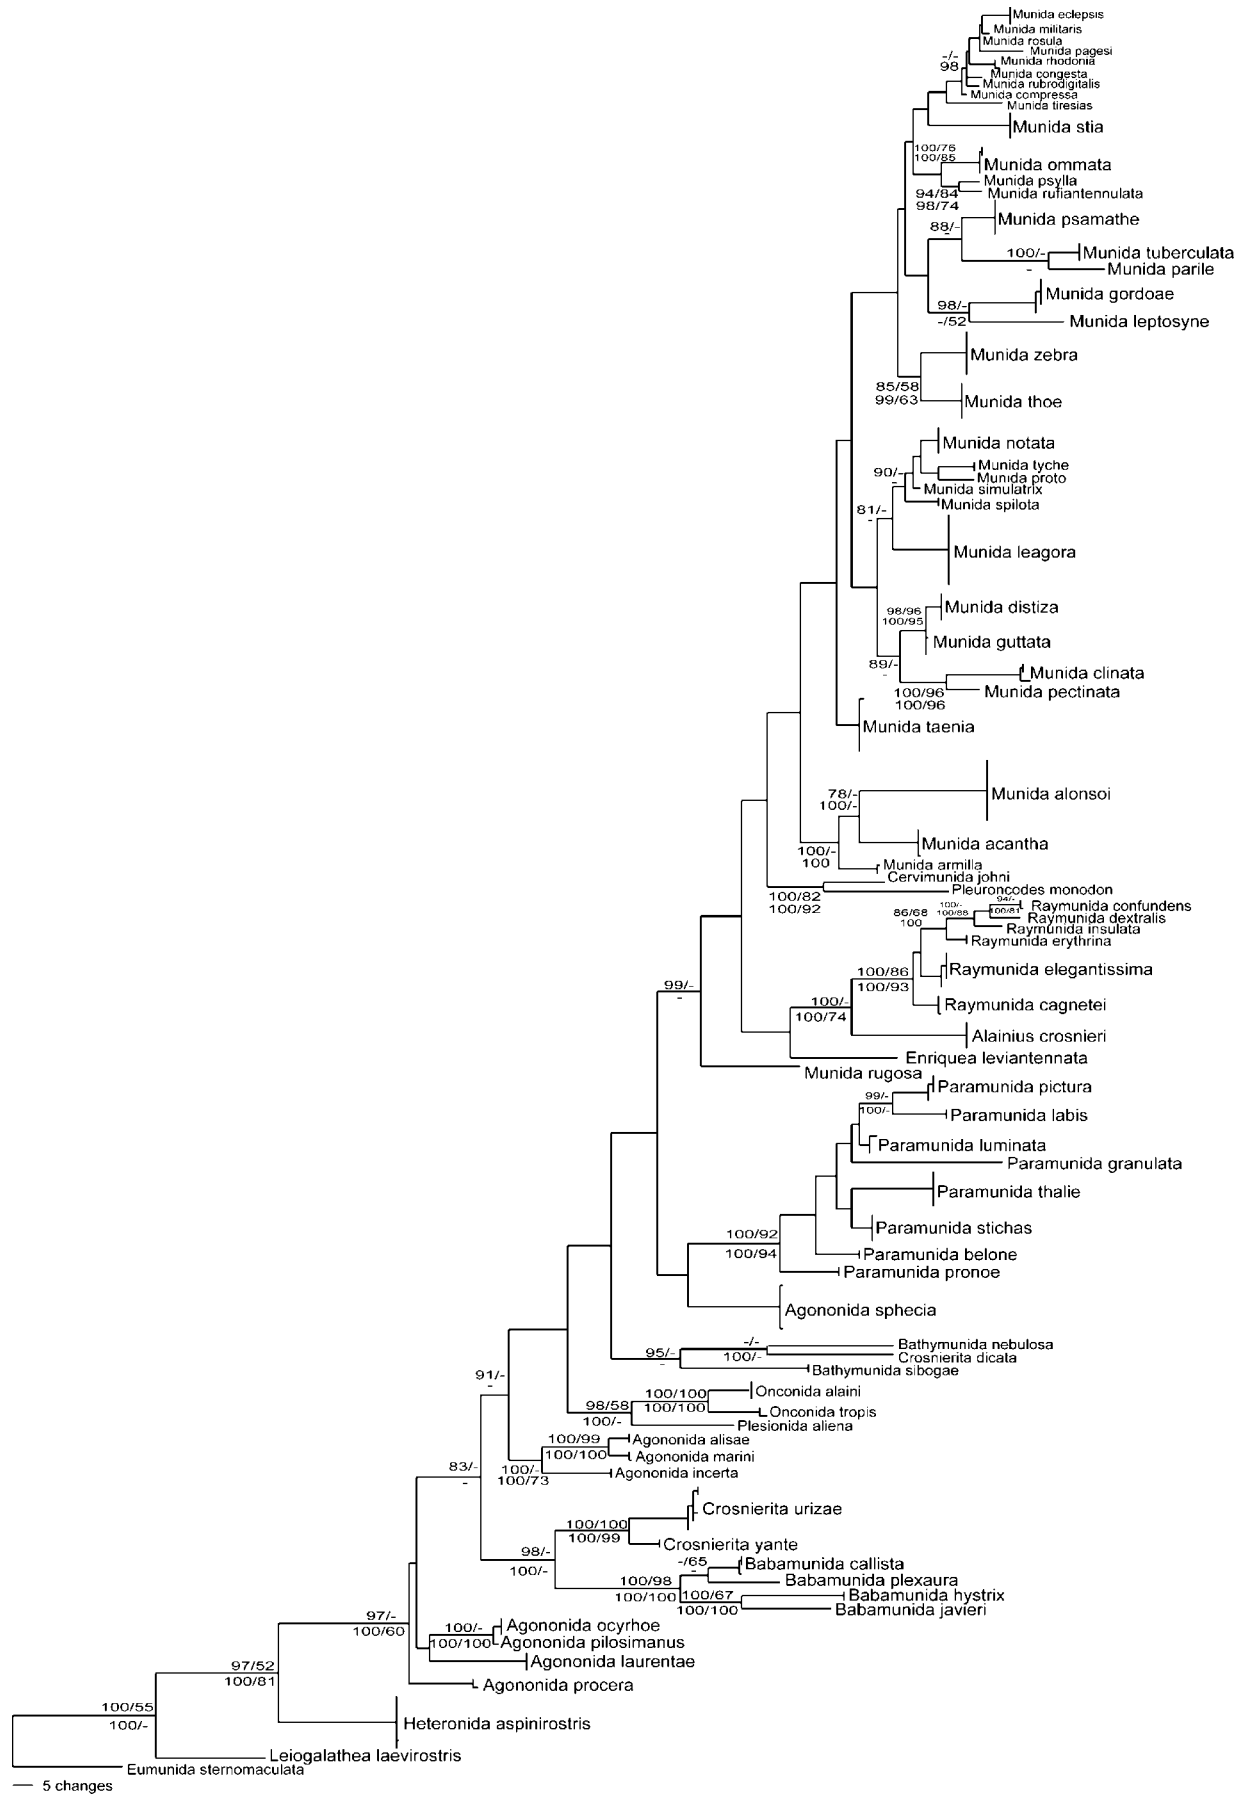 Munida eclepsis
Munida militaris
Munida rosula
Munida pagesi
-/-
Munida rhodonia
98
Munida congesta
Munida rubrodigitalis
Munida compressa
Munida tiresias
Munida stia
100/76
100/85
Munida ommata
Munida psylla
94/84
Munida rufiantennulata
98/74
Munida psamathe
88/-
-
100/-
Munida tuberculata
-
Munida parile
Munida gordoae
98/-
-/52
Munida leptosyne
Munida zebra
85/58
99/63
Munida thoe
Munida notata
Munida tyche
90/-
-
Munida proto
Munida simulatrix
Munida spilota
81/-
-
Munida leagora
98/96
100/95
Munida distiza
Munida guttata
89/-
-
Munida clinata
100/96
100/96
Munida pectinata
Munida taenia
78/-
100/-
Munida alonsoi
Munida acantha
100/-
100
Munida armilla
Cervimunida johni
Pleuroncodes monodon
100/82
100/92
94/-
100/81
Raymunida confundens
100/-
100/88
86/68
100
Raymunida dextralis
Raymunida insulata
Raymunida erythrina
100/86
100/93
Raymunida elegantissima
99/-
-
100/-
100/74
Raymunida cagnetei
Alainius crosnieri
Enriquea leviantennata
Munida rugosa
Paramunida pictura
99/-
100/-
Paramunida labis
Paramunida luminata
Paramunida granulata
Paramunida thalie
Paramunida stichas
100/92
100/94
Paramunida belone
Paramunida pronoe
Agononida sphecia
-/-
100/-
Bathymunida nebulosa
95/-
-
Crosnierita dicata
Bathymunida sibogae
91/-
-
100/100
100/100
Onconida alaini
98/58
100/-
Onconida tropis
Plesionida aliena
100/99
100/100
Agononida alisae
Agononida marini
83/-
-
100/-
100/73
Agononida incerta
Crosnierita urizae
100/100
100/99
Crosnierita yante
98/-
100/-
-/65
-
Babamunida callista
100/98
100/100
Babamunida plexaura
100/67
100/100
Babamunida hystrix
Babamunida javieri
97/-
100/60
100/-
100/100
Agononida ocyrhoe
Agononida pilosimanus
Agononida laurentae
97/52
100/81
Agononida procera
100/55
100/-
Heteronida aspinirostris
Leiogalathea laevirostris
Eumunida sternomaculata
5 changes